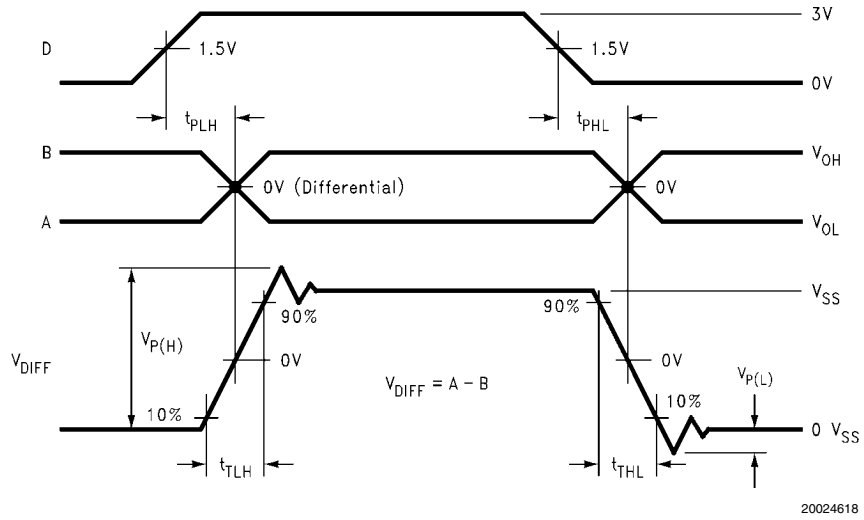 3V
D
1.5V
1.5V
0V
tPLH
tPHL
B
VOH
0V (Differential)
0V
A
VOL
VSS
90%
90%
VP(H)
0V
0V
VDIFF
VDIFF = A – B
VP(L)
10%
10%
0 VSS
tTLH
tTHL
20024618